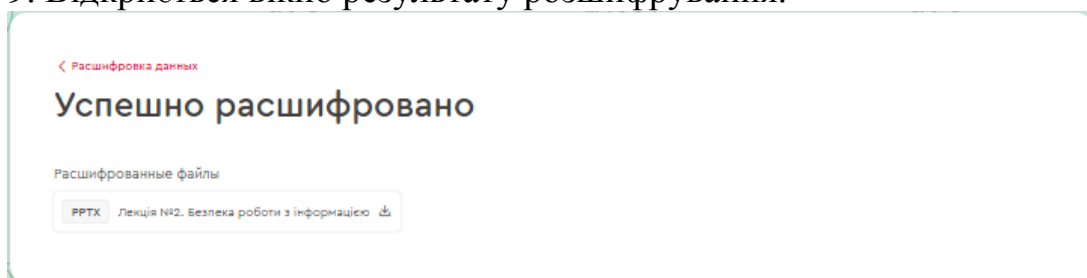 9. Відкриється вікно результату розшифрування.
Расшифровка данных
Успешно расшифровано
Расшифрованные файлы
PPTX Лекція №2. Безпека роботи з інформацією